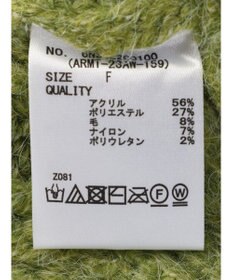 NO.
(ARMT-23AW-1S9)
SIZE F
QUALITY
アクリル 56%
ポリエステル 27%
毛 8%
ナイロン 7%
ポリウレタン 2%
Z081
F W